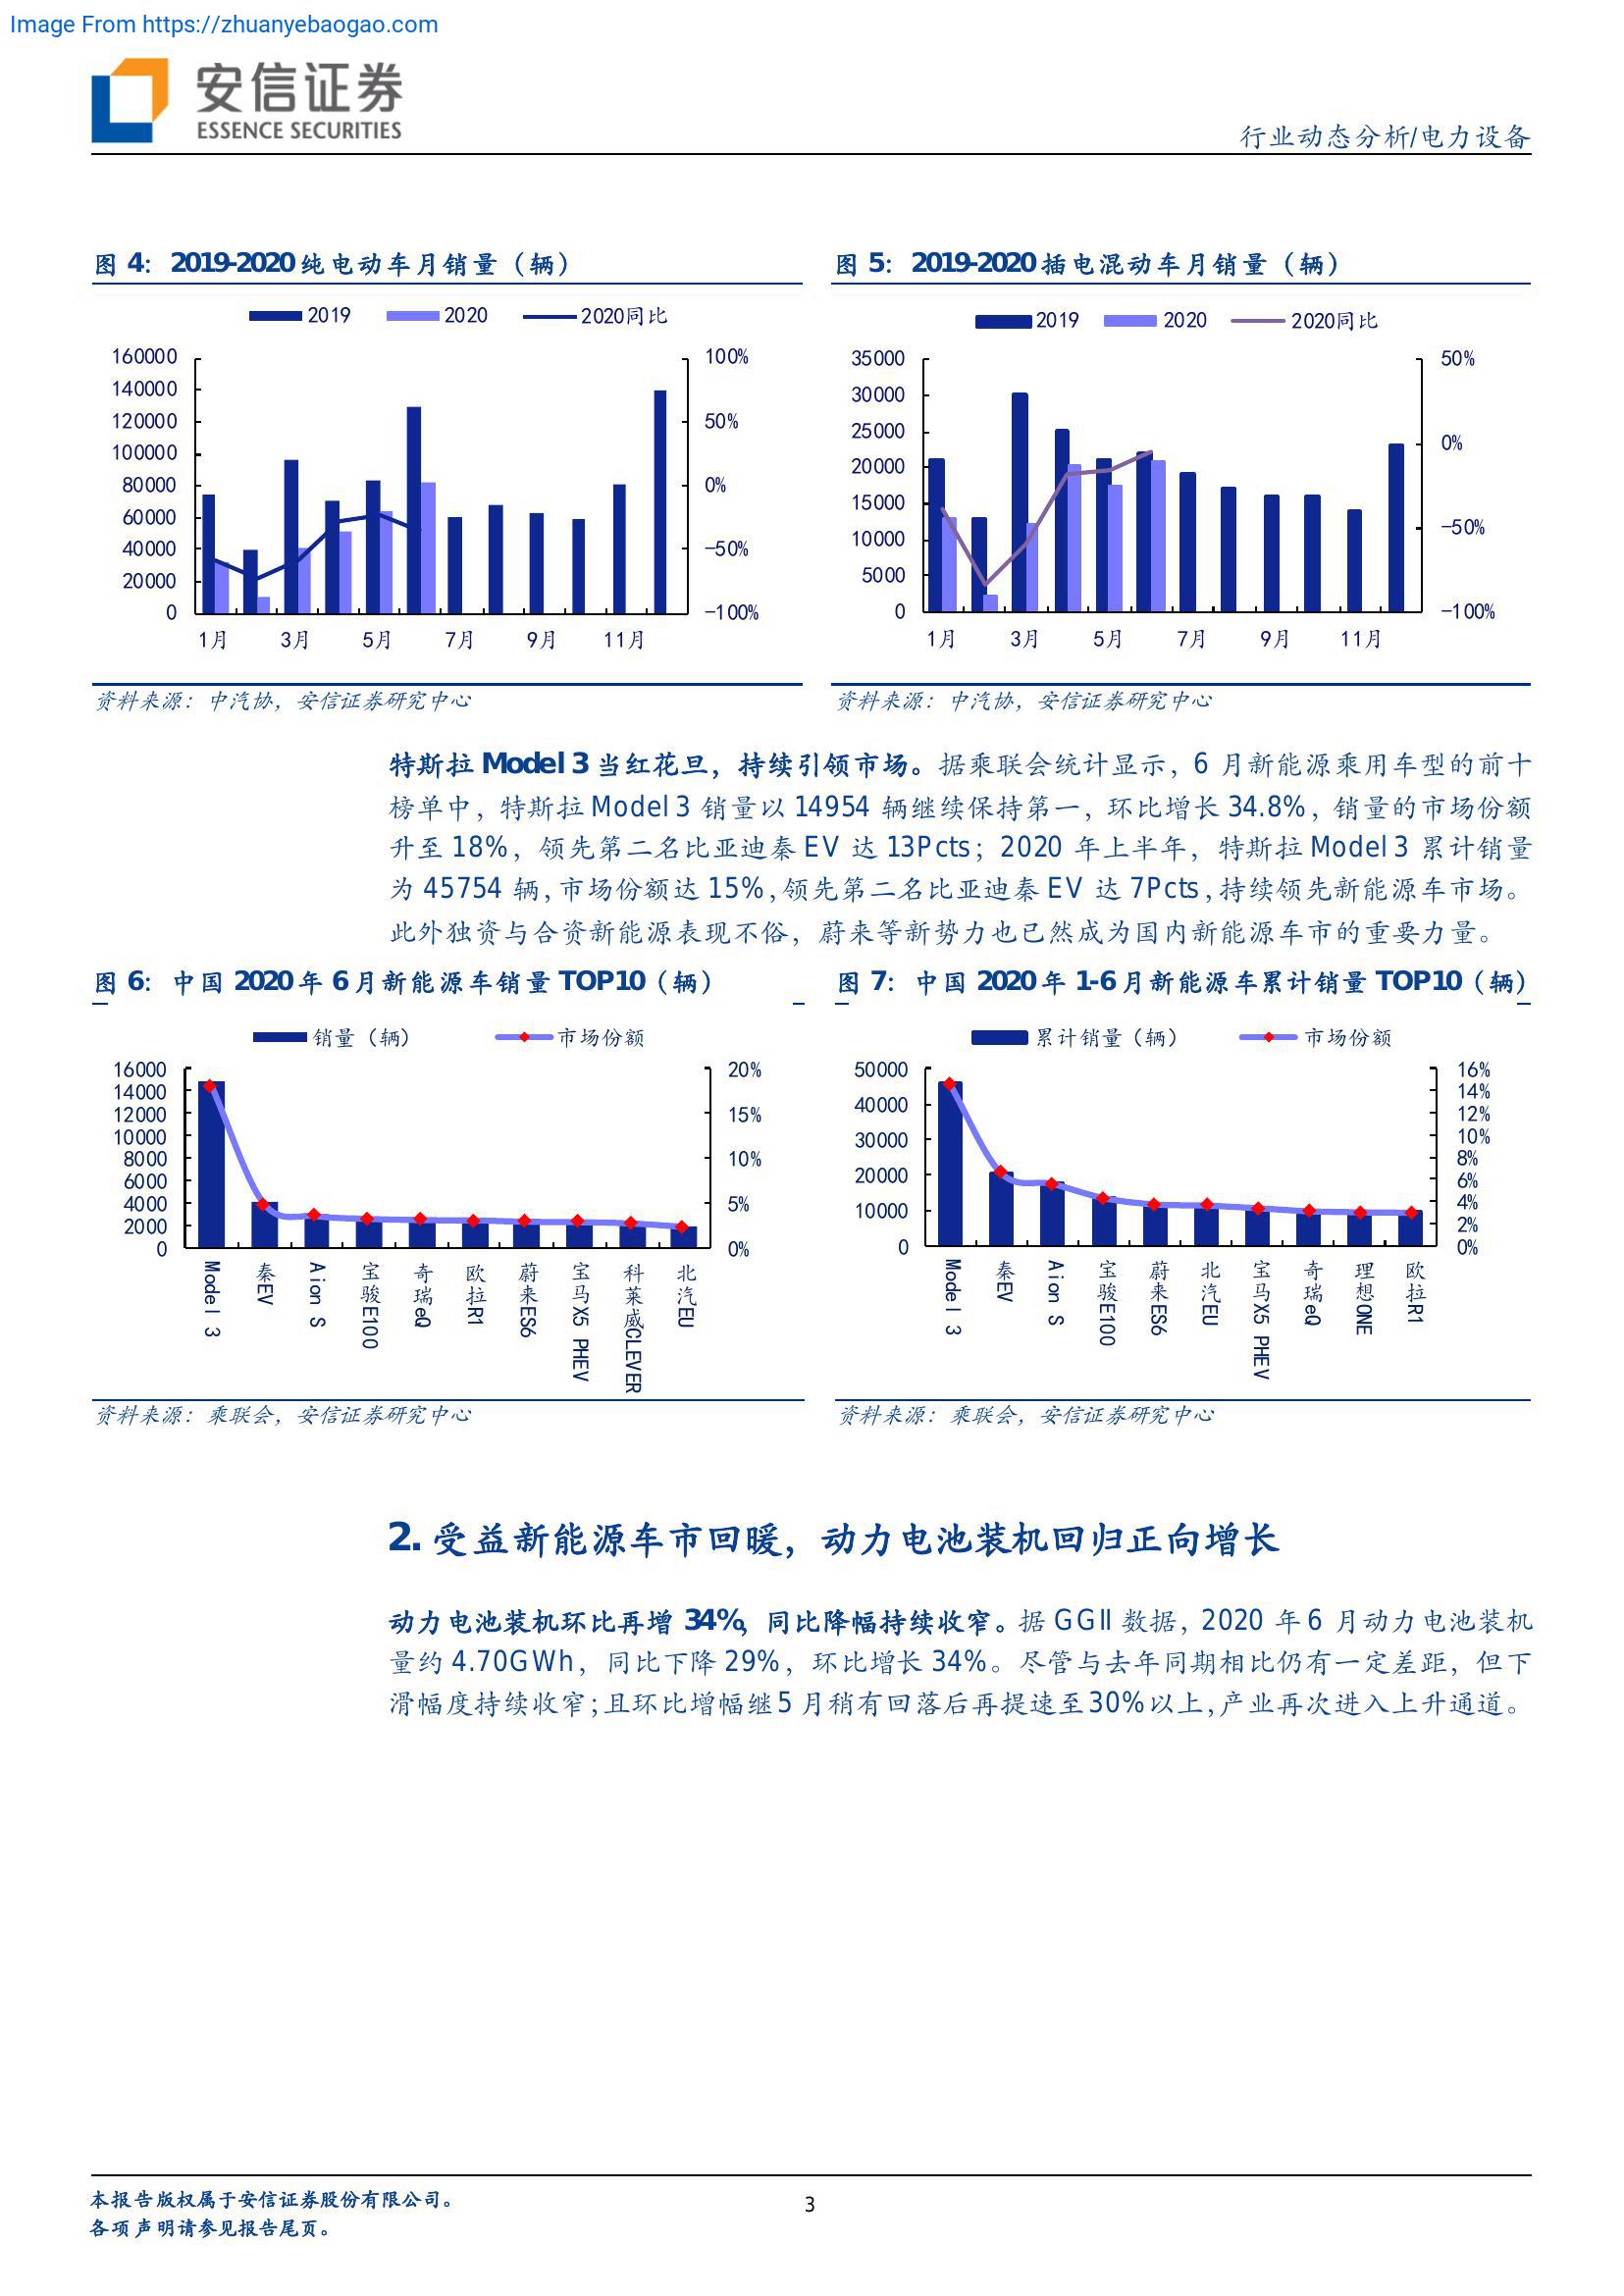 Image From https://zhuanyebaogao.com
安信证券
ESSENCE SECURITIES
行业动态分析/电力设备
图 4：2019-2020 纯电动车月销量（辆）
2019
2020
2020同比
160000
140000
120000
100000
80000
60000
40000
20000
0
100%
50%
0%
−50%
−100%
1月 3月 5月 7月 9月 11月
资料来源：中汽协，安信证券研究中心
图 5：2019-2020 插电混动车月销量（辆）
2019
2020
2020同比
35000
30000
25000
20000
15000
10000
5000
0
50%
0%
−50%
−100%
1月 3月 5月 7月 9月 11月
资料来源：中汽协，安信证券研究中心
特斯拉 Model 3 当红花旦，持续引领市场。据乘联会统计显示，6 月新能源乘用车型的前十
榜单中，特斯拉 Model 3 销量以 14954 辆继续保持第一，环比增长 34.8%，销量的市场份额
升至 18%，领先第二名比亚迪秦 EV 达 13Pcts；2020 年上半年，特斯拉 Model 3 累计销量
为 45754 辆，市场份额达 15%，领先第二名比亚迪秦 EV 达 7Pcts，持续领先新能源车市场。
此外独资与合资新能源表现不俗，蔚来等新势力也已然成为国内新能源车市的重要力量。
图 6：中国 2020 年 6 月新能源车销量 TOP10（辆）
销量（辆）
市场份额
16000
14000
12000
10000
8000
6000
4000
2000
0
20%
15%
10%
5%
0%
Model 3
秦EV
Aion S
宝骏E100
奇瑞eQ
欧拉R1
蔚来ES6
宝马X5 PHEV
科莱威CLEVER
北汽EU
资料来源：乘联会，安信证券研究中心
图 7：中国 2020 年 1-6 月新能源车累计销量 TOP10（辆）
累计销量（辆）
市场份额
50000
40000
30000
20000
10000
0
16%
14%
12%
10%
8%
6%
4%
2%
0%
Model 3
秦EV
Aion S
宝骏E100
蔚来ES6
北汽EU
宝马X5 PHEV
奇瑞eQ
理想ONE
欧拉R1
资料来源：乘联会，安信证券研究中心
2. 受益新能源车市回暖，动力电池装机回归正向增长
动力电池装机环比再增 34%，同比降幅持续收窄。据 GGII 数据，2020 年 6 月动力电池装机
量约 4.70GWh，同比下降 29%，环比增长 34%。尽管与去年同期相比仍有一定差距，但下
滑幅度持续收窄；且环比增幅继 5 月稍有回落后再提速至 30%以上，产业再次进入上升通道。
本报告版权属于安信证券股份有限公司。
各项声明请参见报告尾页。
3